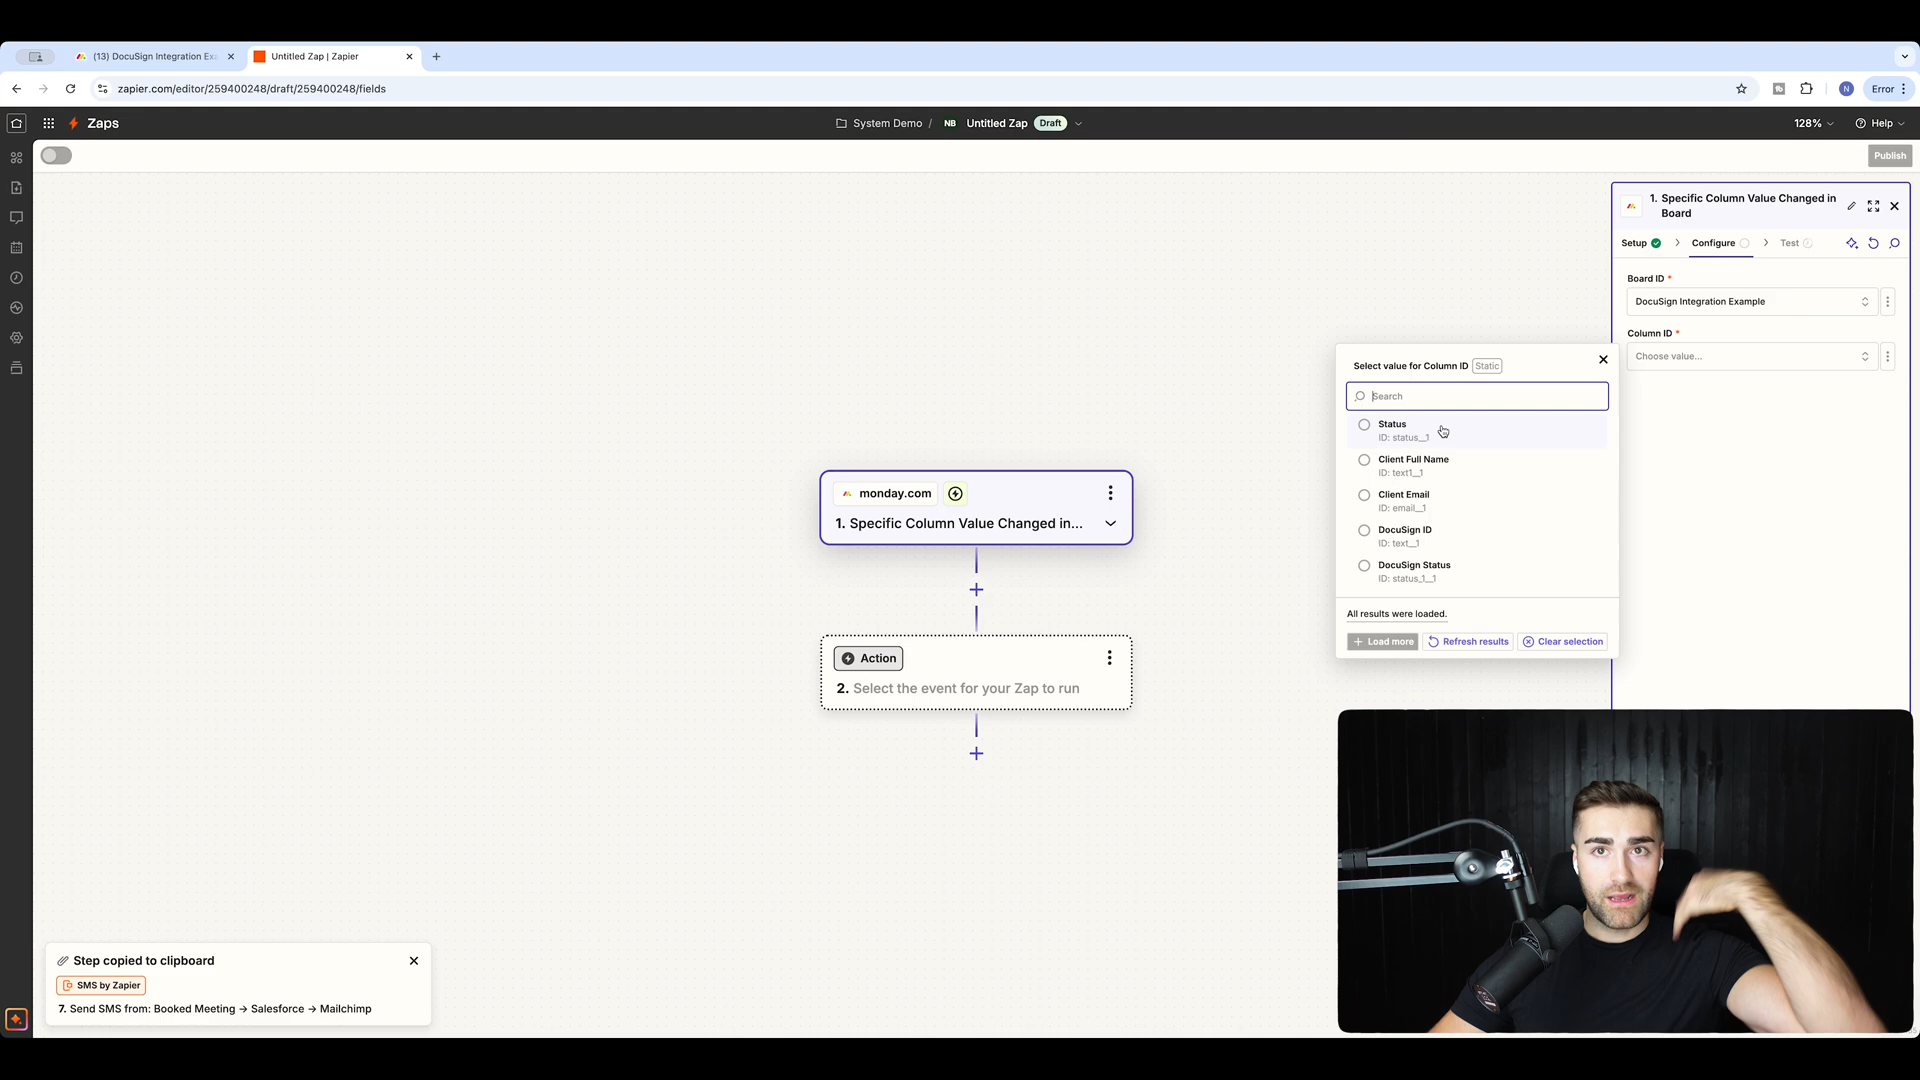 (13) DocuSign Integration Exa
Untitled Zap | Zapier
zapier.com/editor/259400248/draft/259400248/fields
N
Error
Zaps
System Demo /
NB
Untitled Zap
Draft
128%
Help
Publish
1. Specific Column Value Changed in
Board
Setup
Configure
Test
Board ID *
DocuSign Integration Example
Column ID *
Choose value...
Select value for Column ID
Static
Search
Status
ID: status__1
Client Full Name
ID: text1__1
Client Email
ID: email__1
DocuSign ID
ID: text__1
DocuSign Status
ID: status_1__1
All results were loaded.
Load more
Refresh results
Clear selection
monday.com
1. Specific Column Value Changed in...
Action
2. Select the event for your Zap to run
Step copied to clipboard
SMS by Zapier
7. Send SMS from: Booked Meeting → Salesforce → Mailchimp